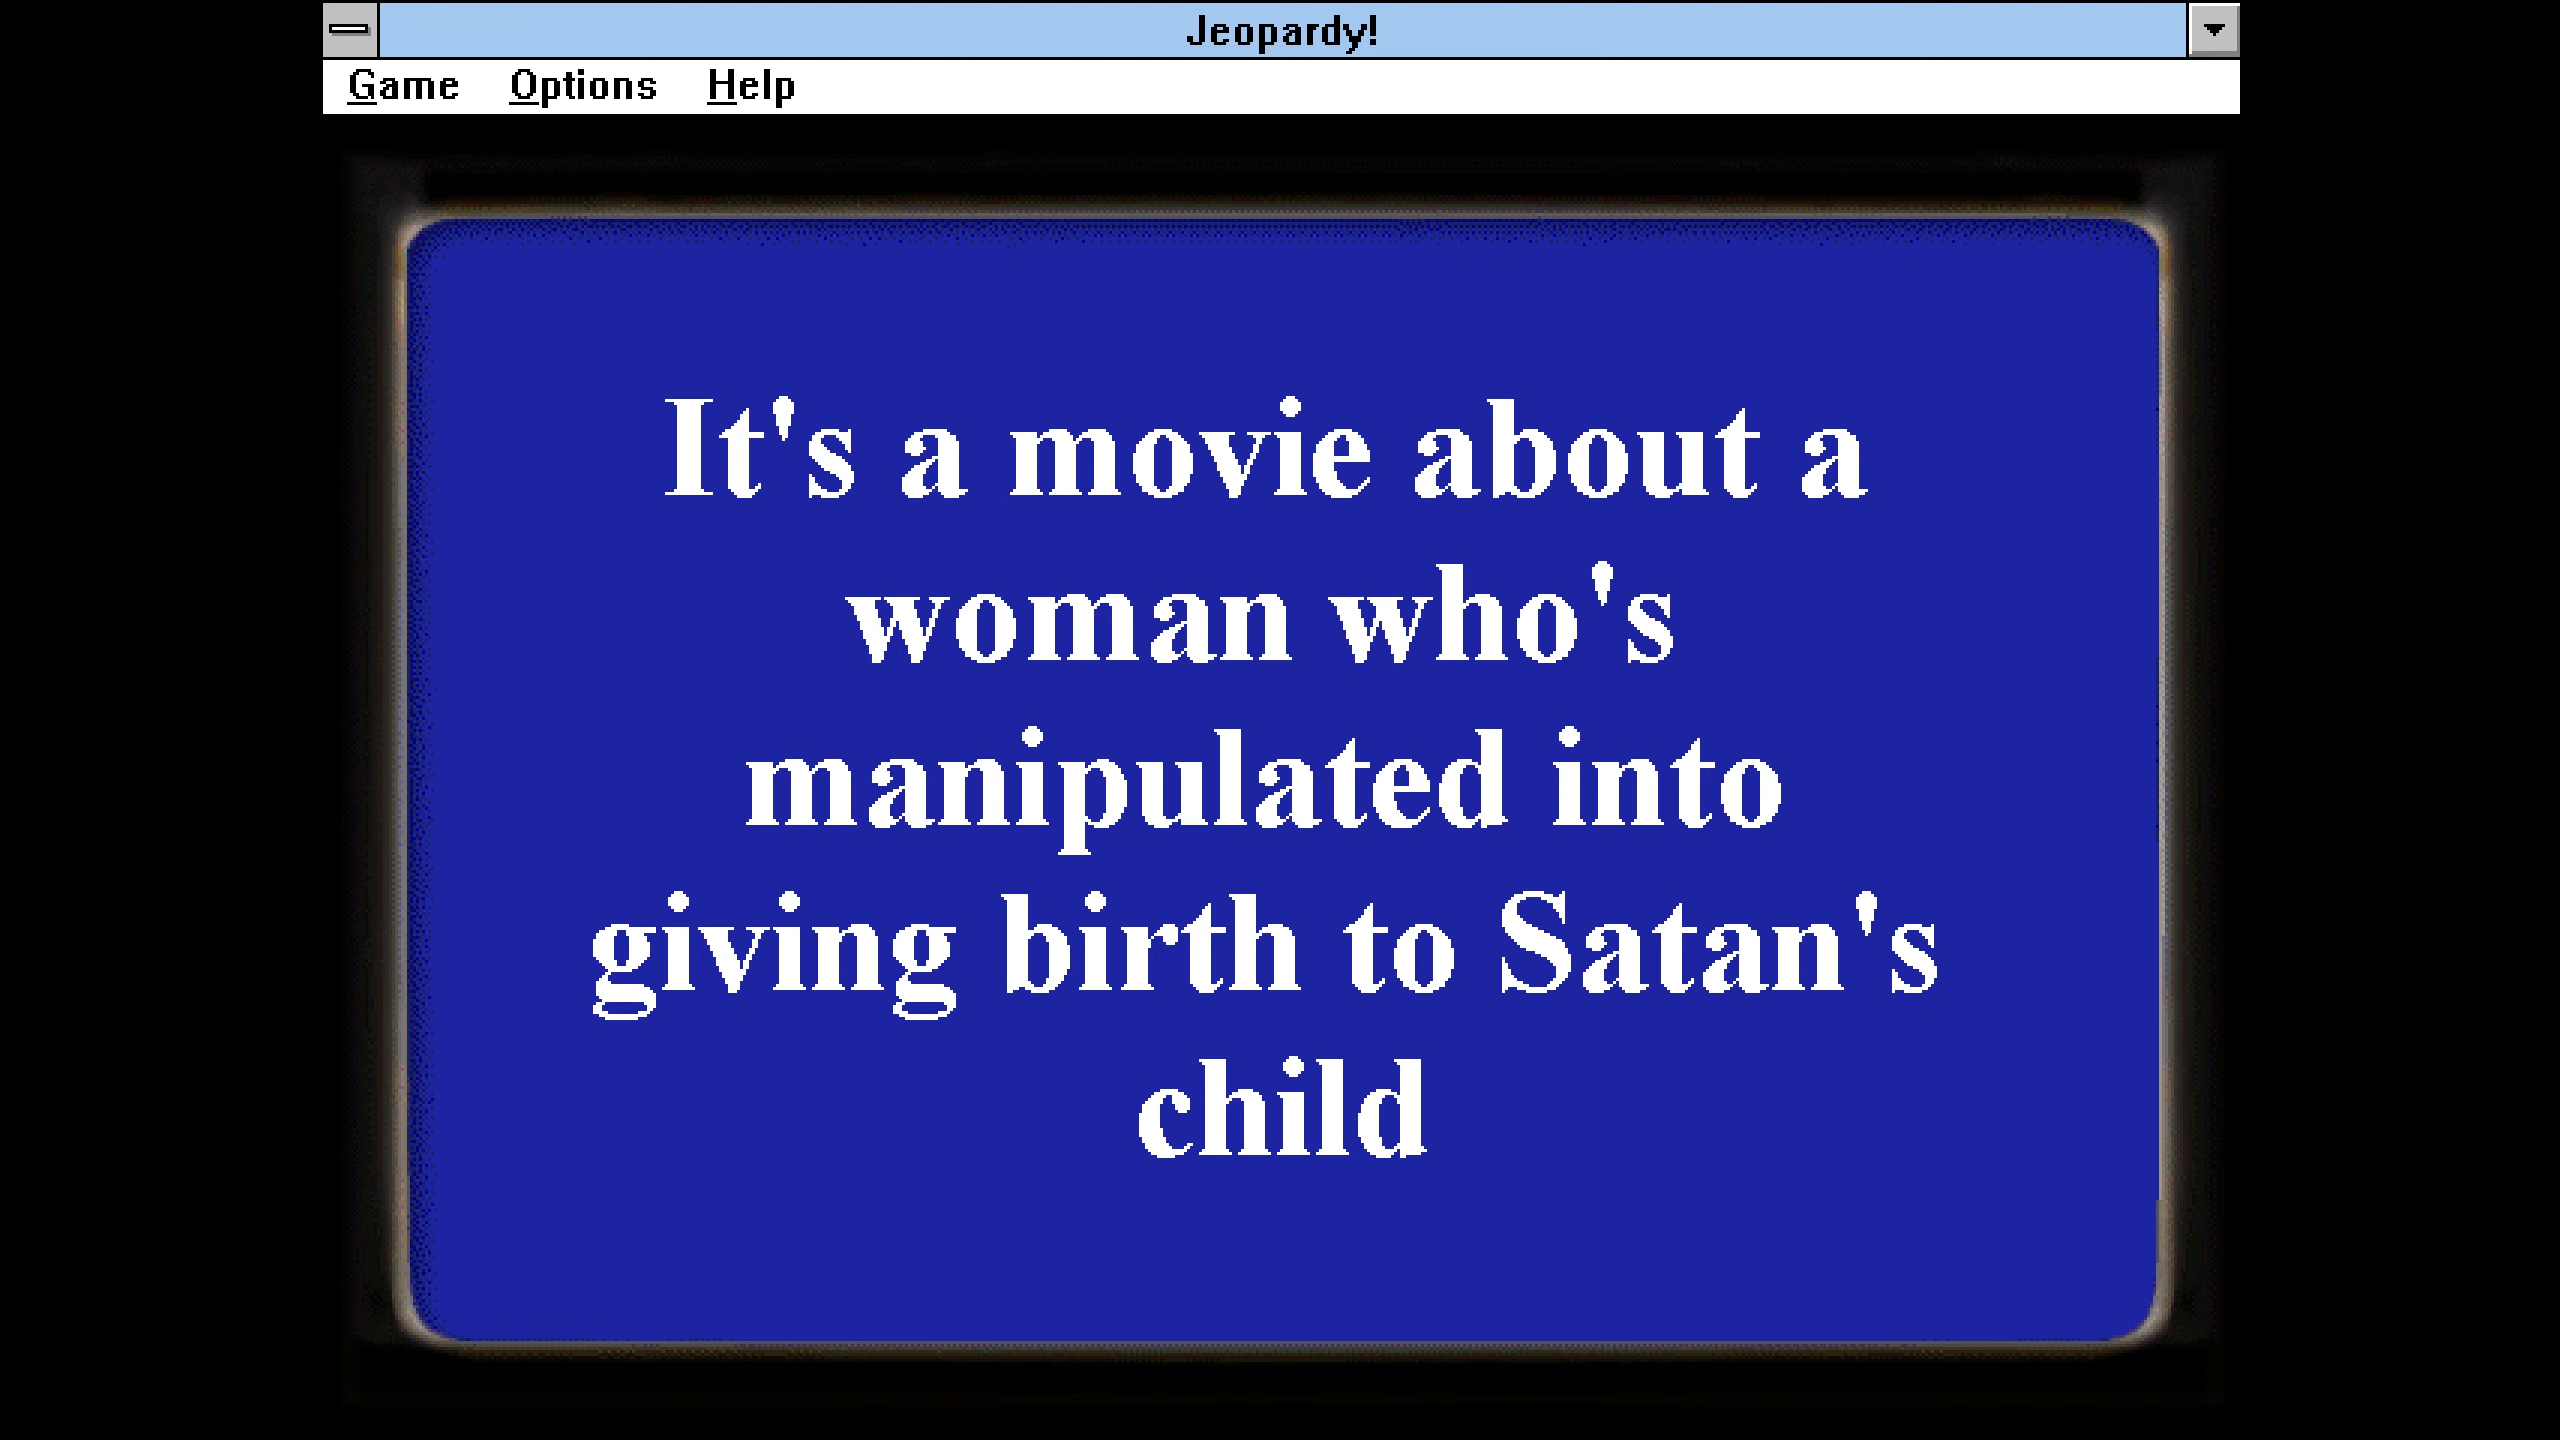 Jeopardy!
Game Options Help
It's a movie about a
woman who's
manipulated into
giving birth to Satan's
child